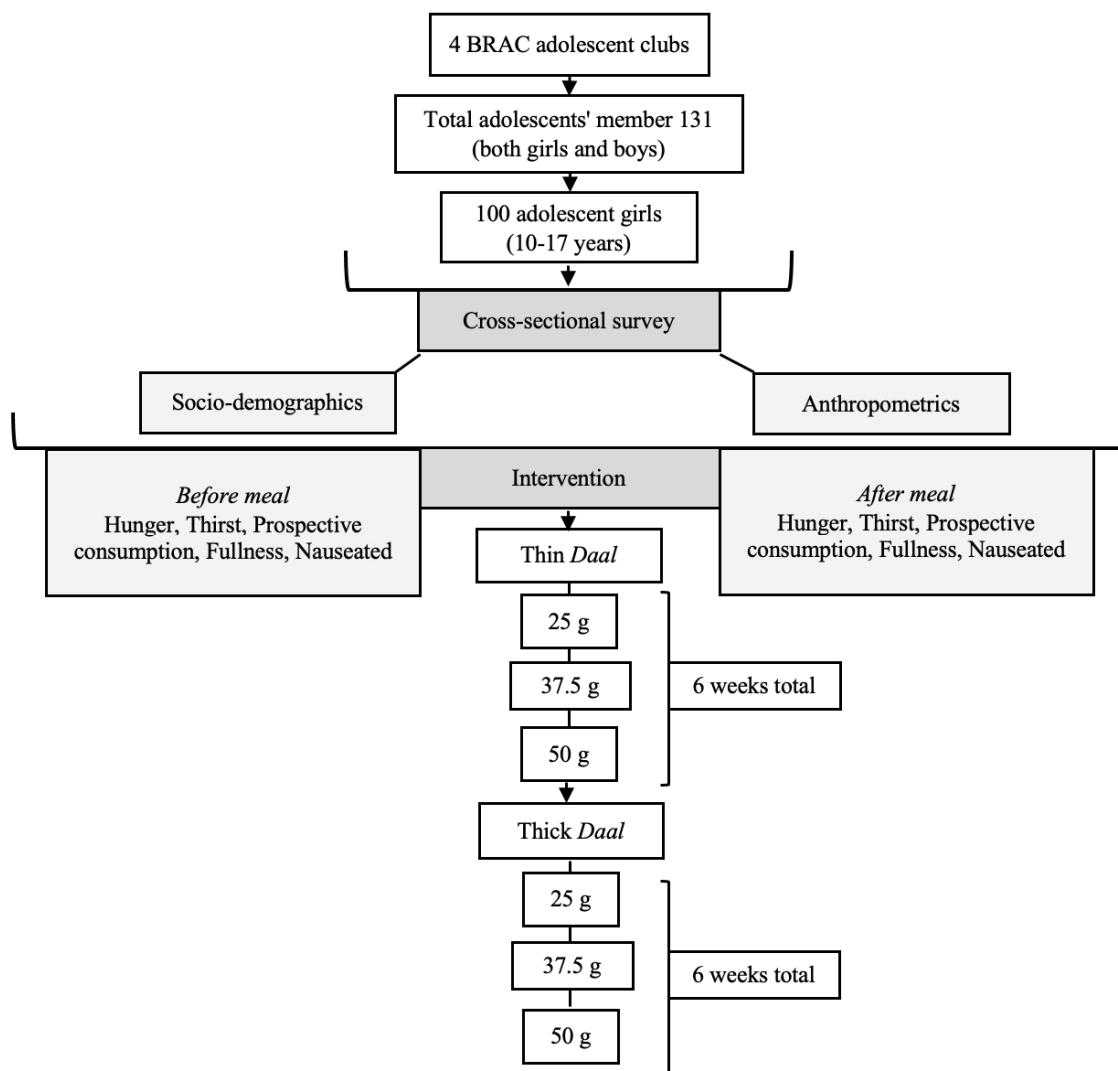 4 BRAC adolescent clubs
Total adolescents' member 131
(both girls and boys)
100 adolescent girls
(10-17 years)
Cross-sectional survey
Socio-demographics
Anthropometrics
Before meal
Hunger, Thirst, Prospective
consumption, Fullness, Nauseated
Intervention
After meal
Hunger, Thirst, Prospective
consumption, Fullness, Nauseated
Thin Daal
25 g
37.5 g
50 g
6 weeks total
Thick Daal
25 g
37.5 g
50 g
6 weeks total